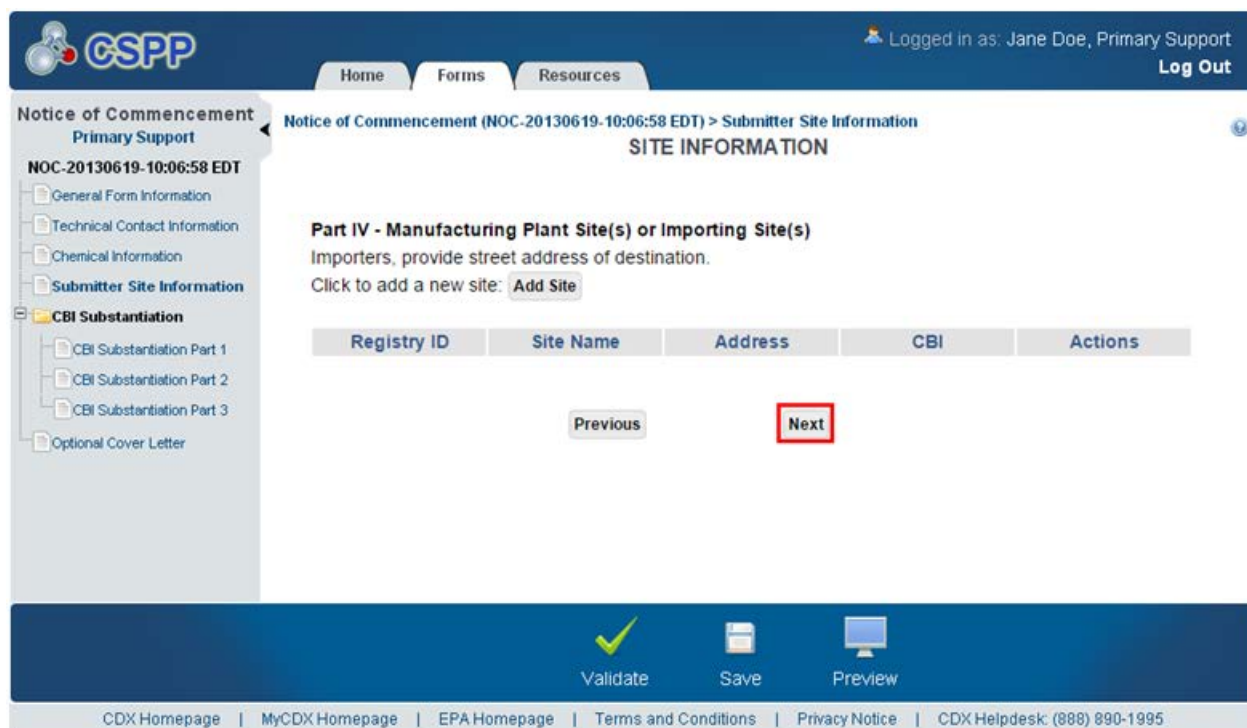 CSPP
Logged in as: Jane Doe, Primary Support
Log Out
Home Forms Resources
Notice of Commencement
Primary Support
NOC-20130619-10:06:58 EDT
General Form Information
Technical Contact Information
Chemical Information
Submitter Site Information
CBI Substantiation
CBI Substantiation Part 1
CBI Substantiation Part 2
CBI Substantiation Part 3
Optional Cover Letter
Notice of Commencement (NOC-20130619-10:06:58 EDT) > Submitter Site Information
SITE INFORMATION
Part IV - Manufacturing Plant Site(s) or Importing Site(s)
Importers, provide street address of destination.
Click to add a new site: Add Site
Registry ID Site Name Address CBI Actions
Previous Next
Validate Save Preview
CDX Homepage | MyCDX Homepage | EPA Homepage | Terms and Conditions | Privacy Notice | CDX Helpdesk: (888) 890-1995